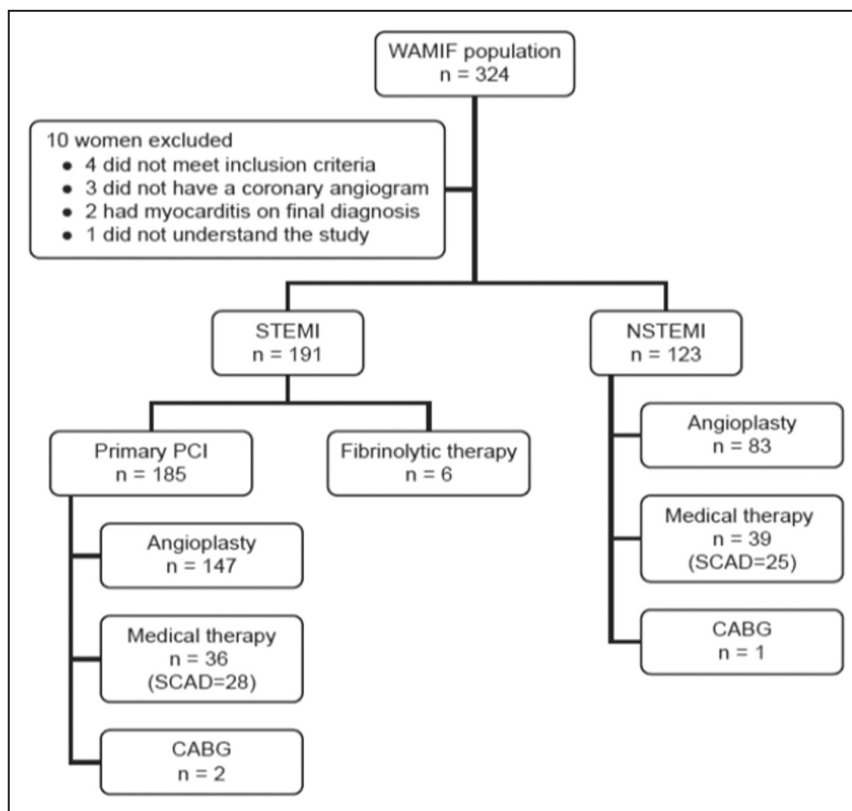 WAMIF population
n = 324
10 women excluded
● 4 did not meet inclusion criteria
● 3 did not have a coronary angiogram
● 2 had myocarditis on final diagnosis
● 1 did not understand the study
STEMI
n = 191
NSTEMI
n = 123
Primary PCI
n = 185
Fibrinolytic therapy
n = 6
Angioplasty
n = 147
Medical therapy
n = 36
(SCAD=28)
CABG
n = 2
Angioplasty
n = 83
Medical therapy
n = 39
(SCAD=25)
CABG
n = 1